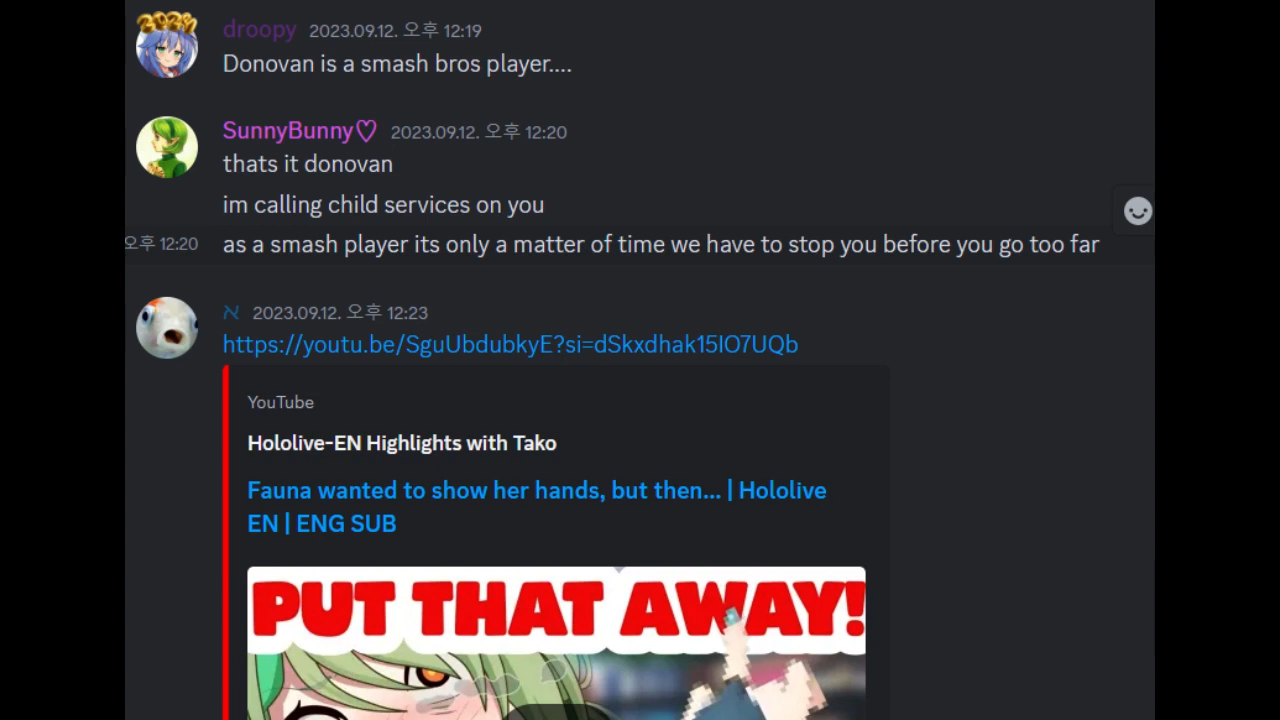 2024
droopy 2023.09.12. 오후 12:19
Donovan is a smash bros player....
SunnyBunny♡ 2023.09.12. 오후 12:20
thats it donovan
im calling child services on you
오후 12:20 as a smash player its only a matter of time we have to stop you before you go too far
א 2023.09.12. 오후 12:23
https://youtu.be/SguUbdubkyE?si=dSkxdhak15IO7UQb
YouTube
Hololive-EN Highlights with Tako
Fauna wanted to show her hands, but then... | Hololive
EN | ENG SUB
PUT THAT AWAY!